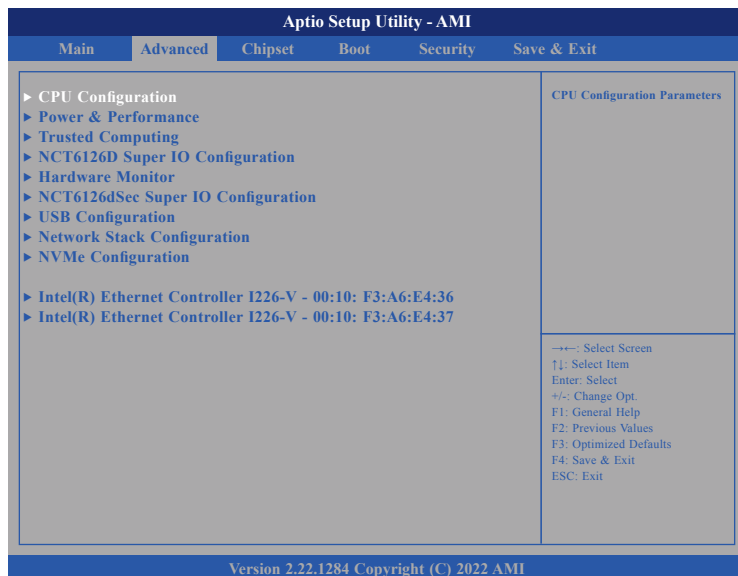 Aptio Setup Utility - AMI
Main Advanced Chipset Boot Security Save & Exit
▶ CPU Configuration
▶ Power & Performance
▶ Trusted Computing
▶ NCT6126D Super IO Configuration
▶ Hardware Monitor
▶ NCT6126dSec Super IO Configuration
▶ USB Configuration
▶ Network Stack Configuration
▶ NVMe Configuration
▶ Intel(R) Ethernet Controller I226-V - 00:10: F3:A6:E4:36
▶ Intel(R) Ethernet Controller I226-V - 00:10: F3:A6:E4:37
CPU Configuration Parameters
→←: Select Screen
↑↓: Select Item
Enter: Select
+/-: Change Opt.
F1: General Help
F2: Previous Values
F3: Optimized Defaults
F4: Save & Exit
ESC: Exit
Version 2.22.1284 Copyright (C) 2022 AMI